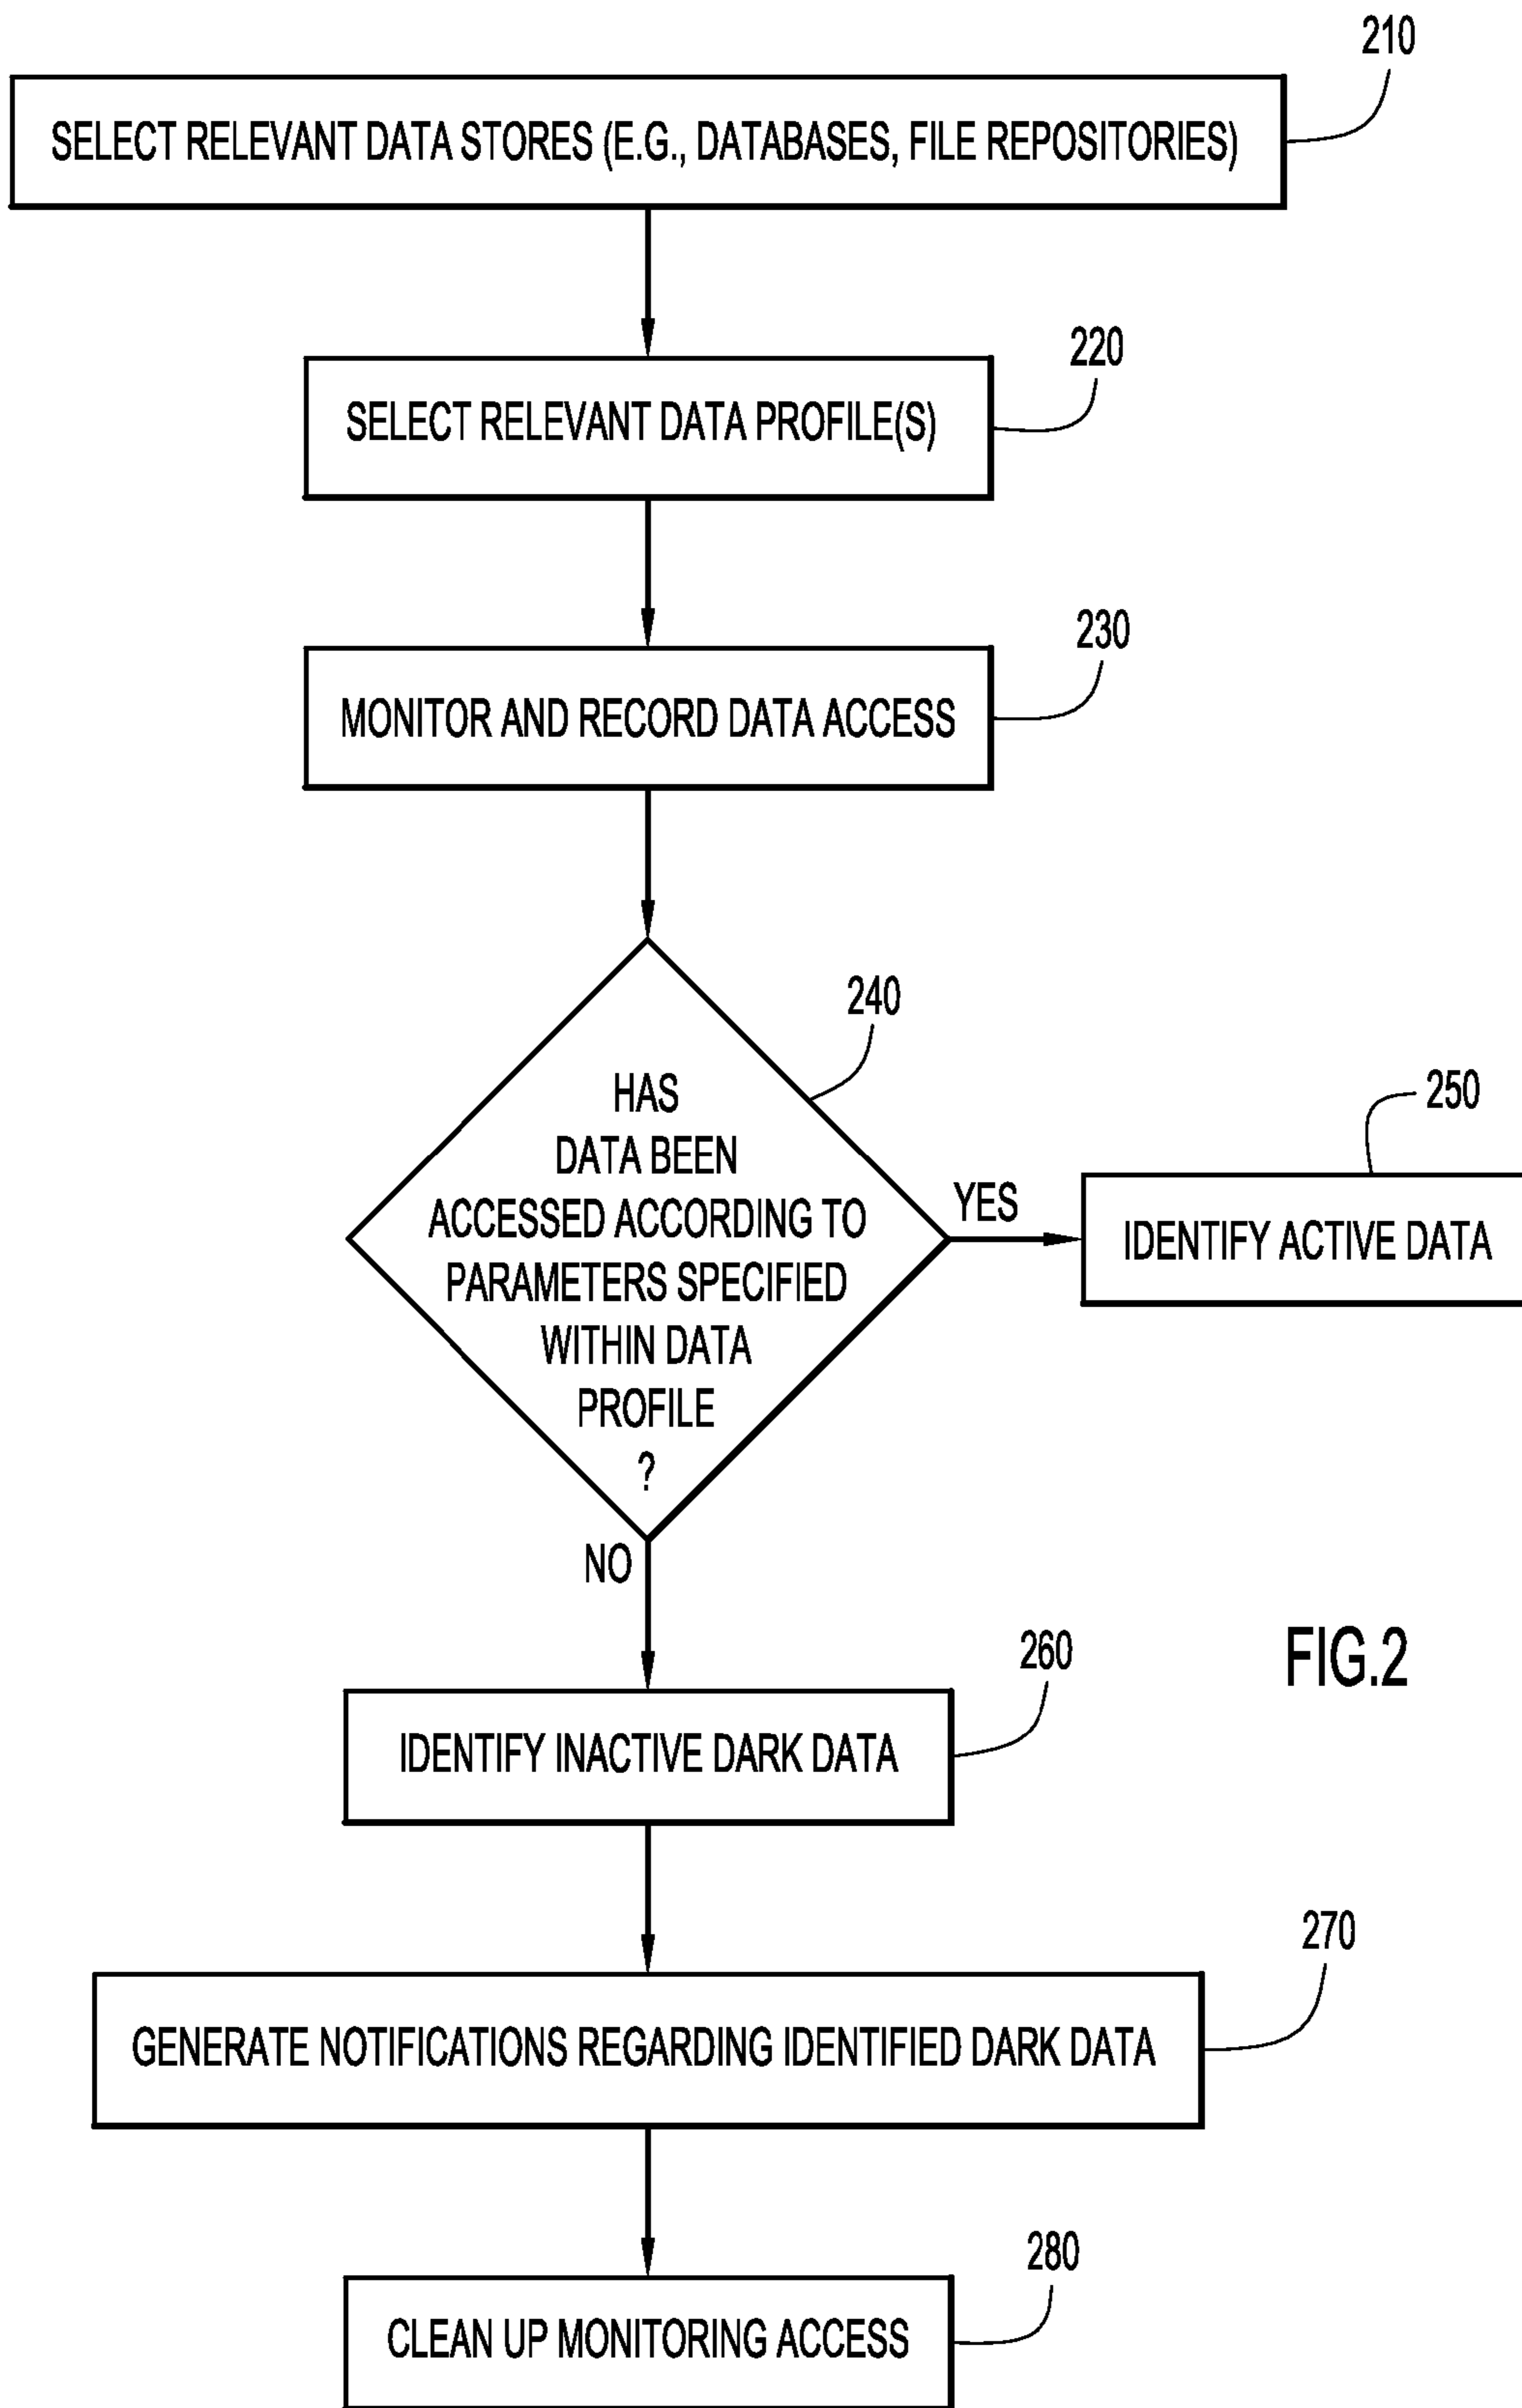 210
SELECT RELEVANT DATA STORES (E.G., DATABASES, FILE REPOSITORIES)
220
SELECT RELEVANT DATA PROFILE(S)
230
MONITOR AND RECORD DATA ACCESS
240
HAS
DATA BEEN
ACCESSED ACCORDING TO
PARAMETERS SPECIFIED
WITHIN DATA
PROFILE
?
YES
250
IDENTIFY ACTIVE DATA
NO
260
IDENTIFY INACTIVE DARK DATA
FIG.2
270
GENERATE NOTIFICATIONS REGARDING IDENTIFIED DARK DATA
280
CLEAN UP MONITORING ACCESS